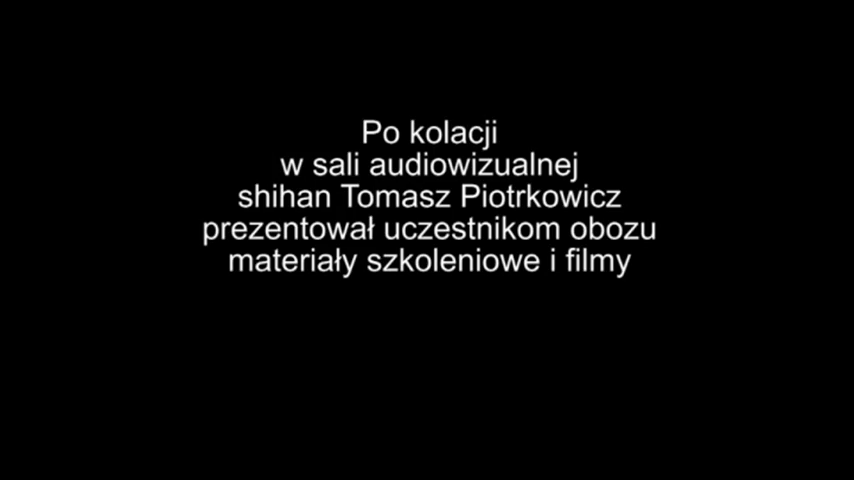 Po kolacji
w sali audiowizualnej
shihan Tomasz Piotrkowicz
prezentował uczestnikom obozu
materiały szkoleniowe i filmy